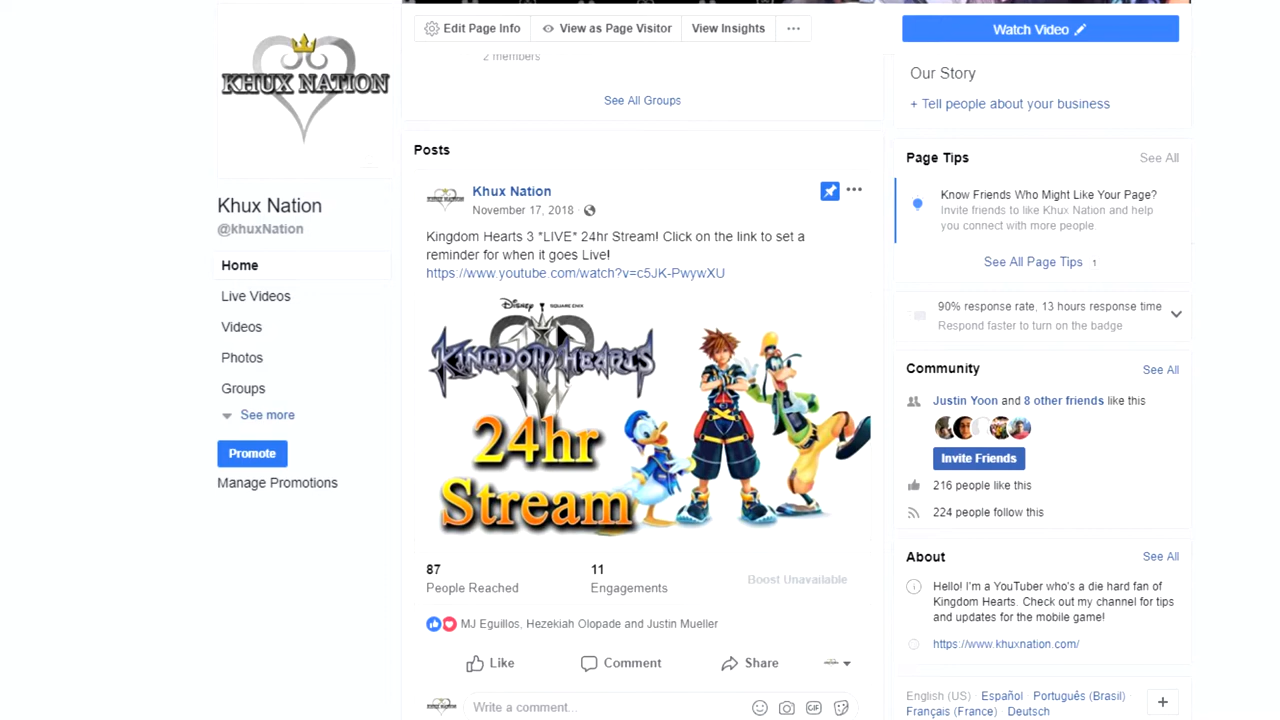 Edit Page Info
View as Page Visitor
View Insights
Watch Video
KHUX NATION
2 members
See All Groups
Our Story
+ Tell people about your business
Posts
Page Tips
See All
Khux Nation
November 17, 2018
Know Friends Who Might Like Your Page?
Invite friends to like Khux Nation and help
you connect with more people
See All Page Tips 1
Khux Nation
@khuxNation
Home
Live Videos
Videos
Photos
Groups
See more
Promote
Manage Promotions
Kingdom Hearts 3 "LIVE" 24hr Stream! Click on the link to set a
reminder for when it goes Live!
https://www.youtube.com/watch?v=c5JK-PwywXU
Disney SQUARE ENIX
KINGDOM HEARTS
III
24hr
Stream
90% response rate, 13 hours response time
Respond faster to turn on the badge
Community
See All
Justin Yoon and 8 other friends like this
Invite Friends
216 people like this
224 people follow this
87
People Reached
11
Engagements
Boost Unavailable
MJ Eguillos, Hezekiah Olopade and Justin Mueller
Like
Comment
Share
Write a comment...
GIF
About
See All
Hello! I'm a YouTuber who's a die hard fan of
Kingdom Hearts. Check out my channel for tips
and updates for the mobile game!
https://www.khuxnation.com/
English (US) · Español · Português (Brasil) ·
Français (France) · Deutsch